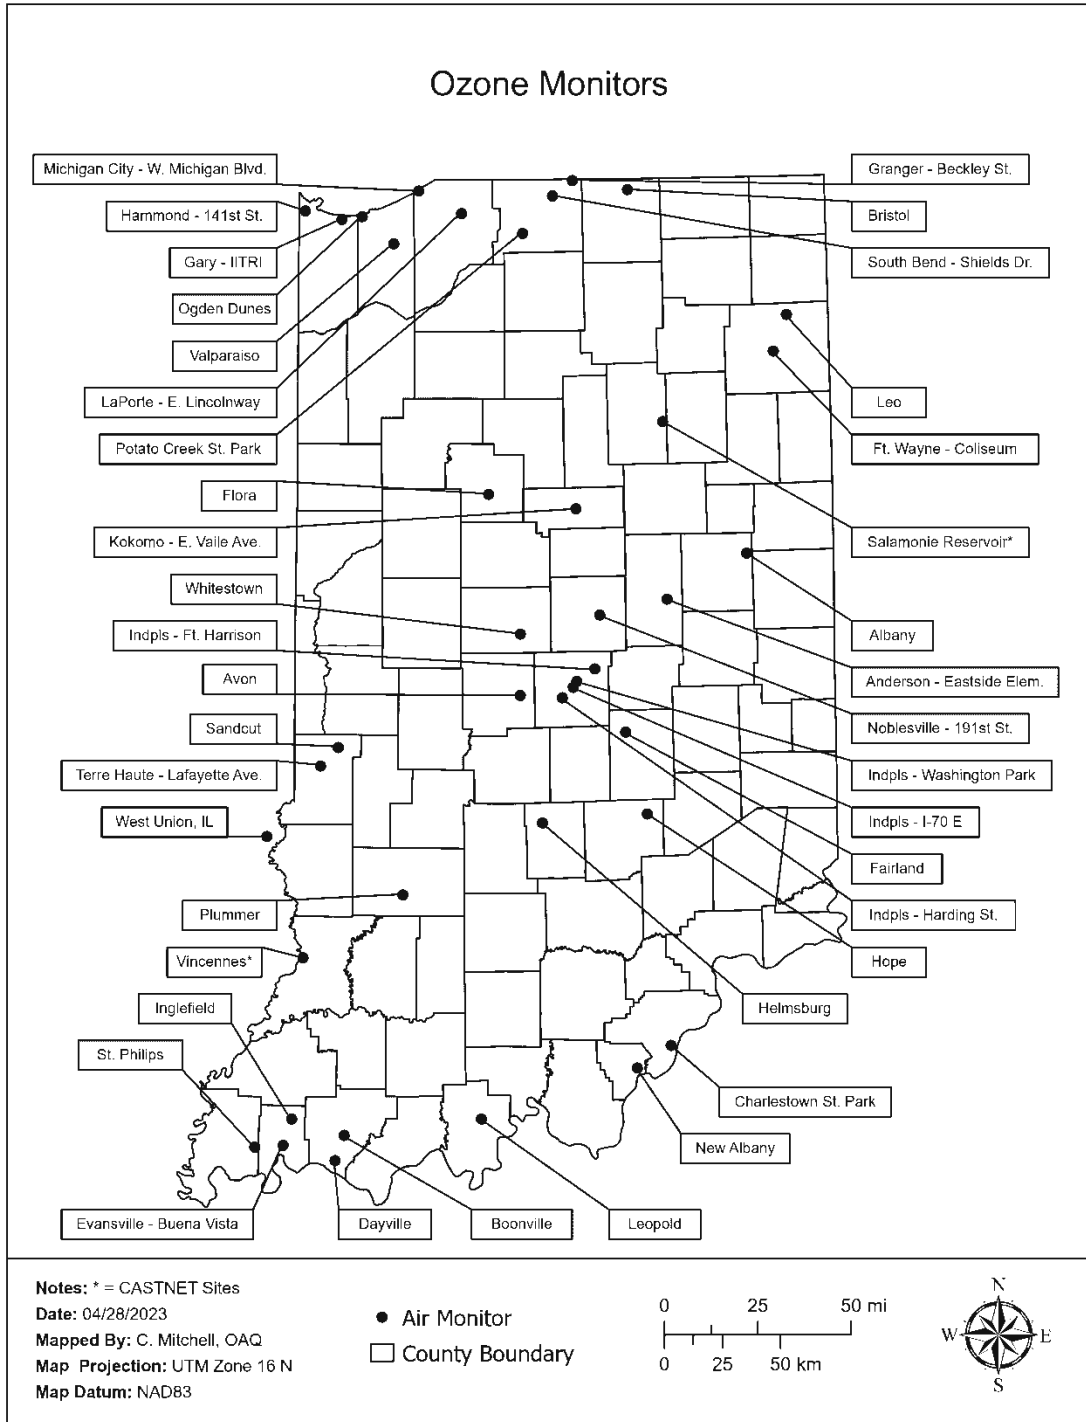 Ozone Monitors
Michigan City - W. Michigan Blvd.
Hammond - 141st St.
Gary - IITRI
Ogden Dunes
Valparaiso
LaPorte - E. Lincolnway
Potato Creek St. Park
Flora
Kokomo - E. Vaile Ave.
Whitestown
Indpls - Ft. Harrison
Avon
Sandcut
Terre Haute - Lafayette Ave.
West Union, IL
Plummer
Vincennes*
Inglefield
St. Philips
Evansville - Buena Vista
Dayville
Boonville
Leopold
Granger - Beckley St.
Bristol
South Bend - Shields Dr.
Leo
Ft. Wayne - Coliseum
Salamonie Reservoir*
Albany
Anderson - Eastside Elem.
Noblesville - 191st St.
Indpls - Washington Park
Indpls - I-70 E
Fairland
Indpls - Harding St.
Hope
Helmsburg
Charlestown St. Park
New Albany
Notes: * = CASTNET Sites
Date: 04/28/2023
Mapped By: C. Mitchell, OAQ
Map Projection: UTM Zone 16 N
Map Datum: NAD83
Air Monitor
County Boundary
0 25 50 mi
0 25 50 km
N
W E
S